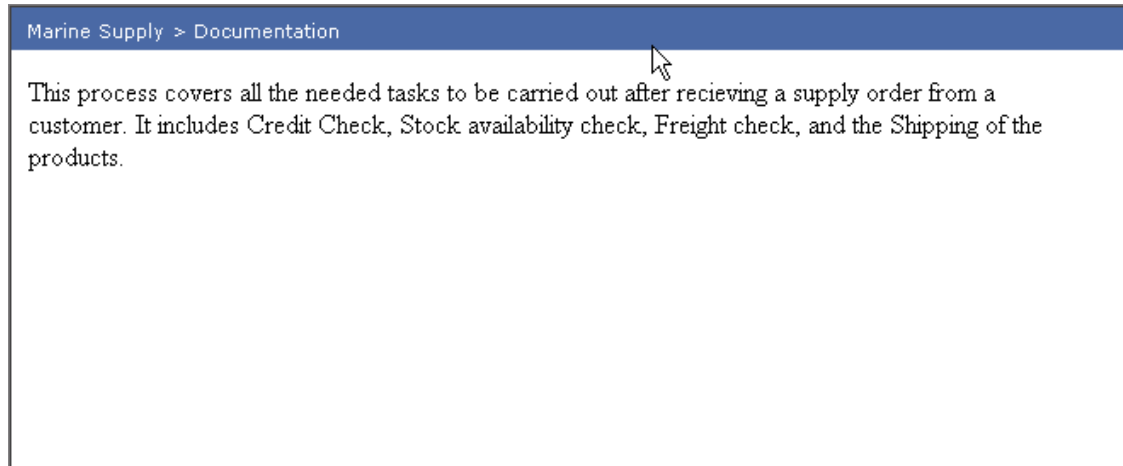 Marine Supply > Documentation
This process covers all the needed tasks to be carried out after recieving a supply order from a
customer. It includes Credit Check, Stock availability check, Freight check, and the Shipping of the
products.